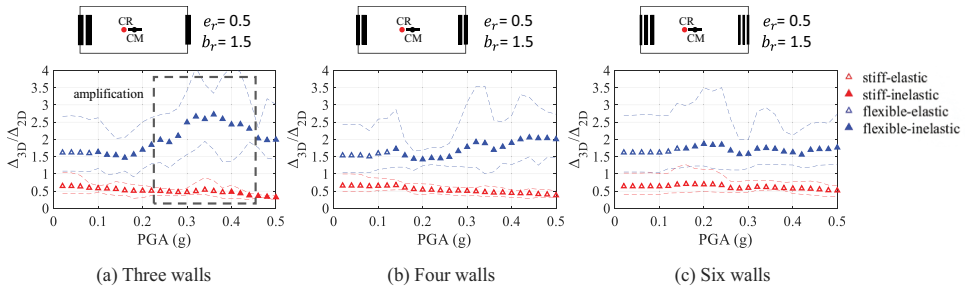 CR
CM
e_r = 0.5
b_r = 1.5
CR
CM
e_r = 0.5
b_r = 1.5
CR
CM
e_r = 0.5
b_r = 1.5
4
3.5
3
2.5
2
1.5
1
0.5
0
Δ3D/Δ2D
amplification
0 0.1 0.2 0.3 0.4 0.5
PGA (g)
4
3.5
3
2.5
2
1.5
1
0.5
0
Δ3D/Δ2D
0 0.1 0.2 0.3 0.4 0.5
PGA (g)
4
3.5
3
2.5
2
1.5
1
0.5
0
Δ3D/Δ2D
0 0.1 0.2 0.3 0.4 0.5
PGA (g)
stiff-elastic
stiff-inelastic
flexible-elastic
flexible-inelastic
(a) Three walls
(b) Four walls
(c) Six walls